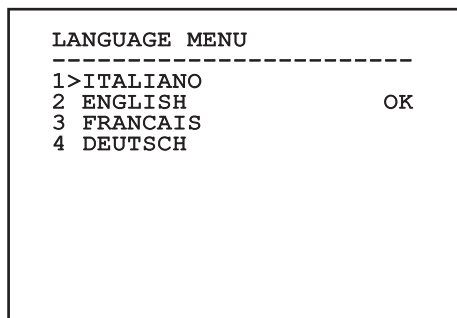 LANGUAGE MENU
------------------------
1>ITALIANO
2 ENGLISH OK
3 FRANCAIS
4 DEUTSCH